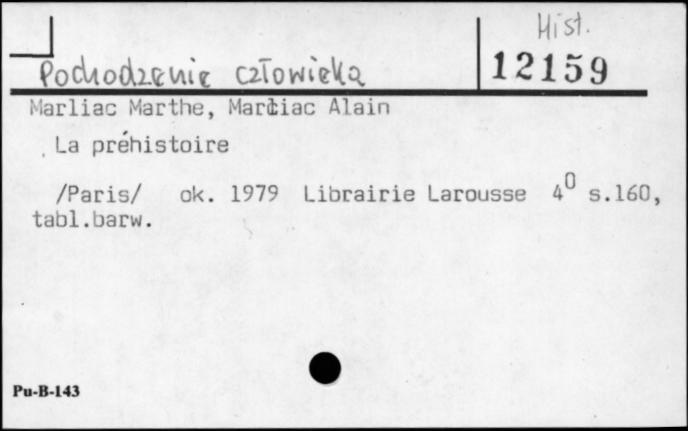 Hist.
Pochodzenie człowieka
12159
Marliac Marthe, Marliac Alain
La préhistoire
/Paris/ ok. 1979 Librairie Larousse 4⁰ s.160,
tabl.barw.
Pu-B-143